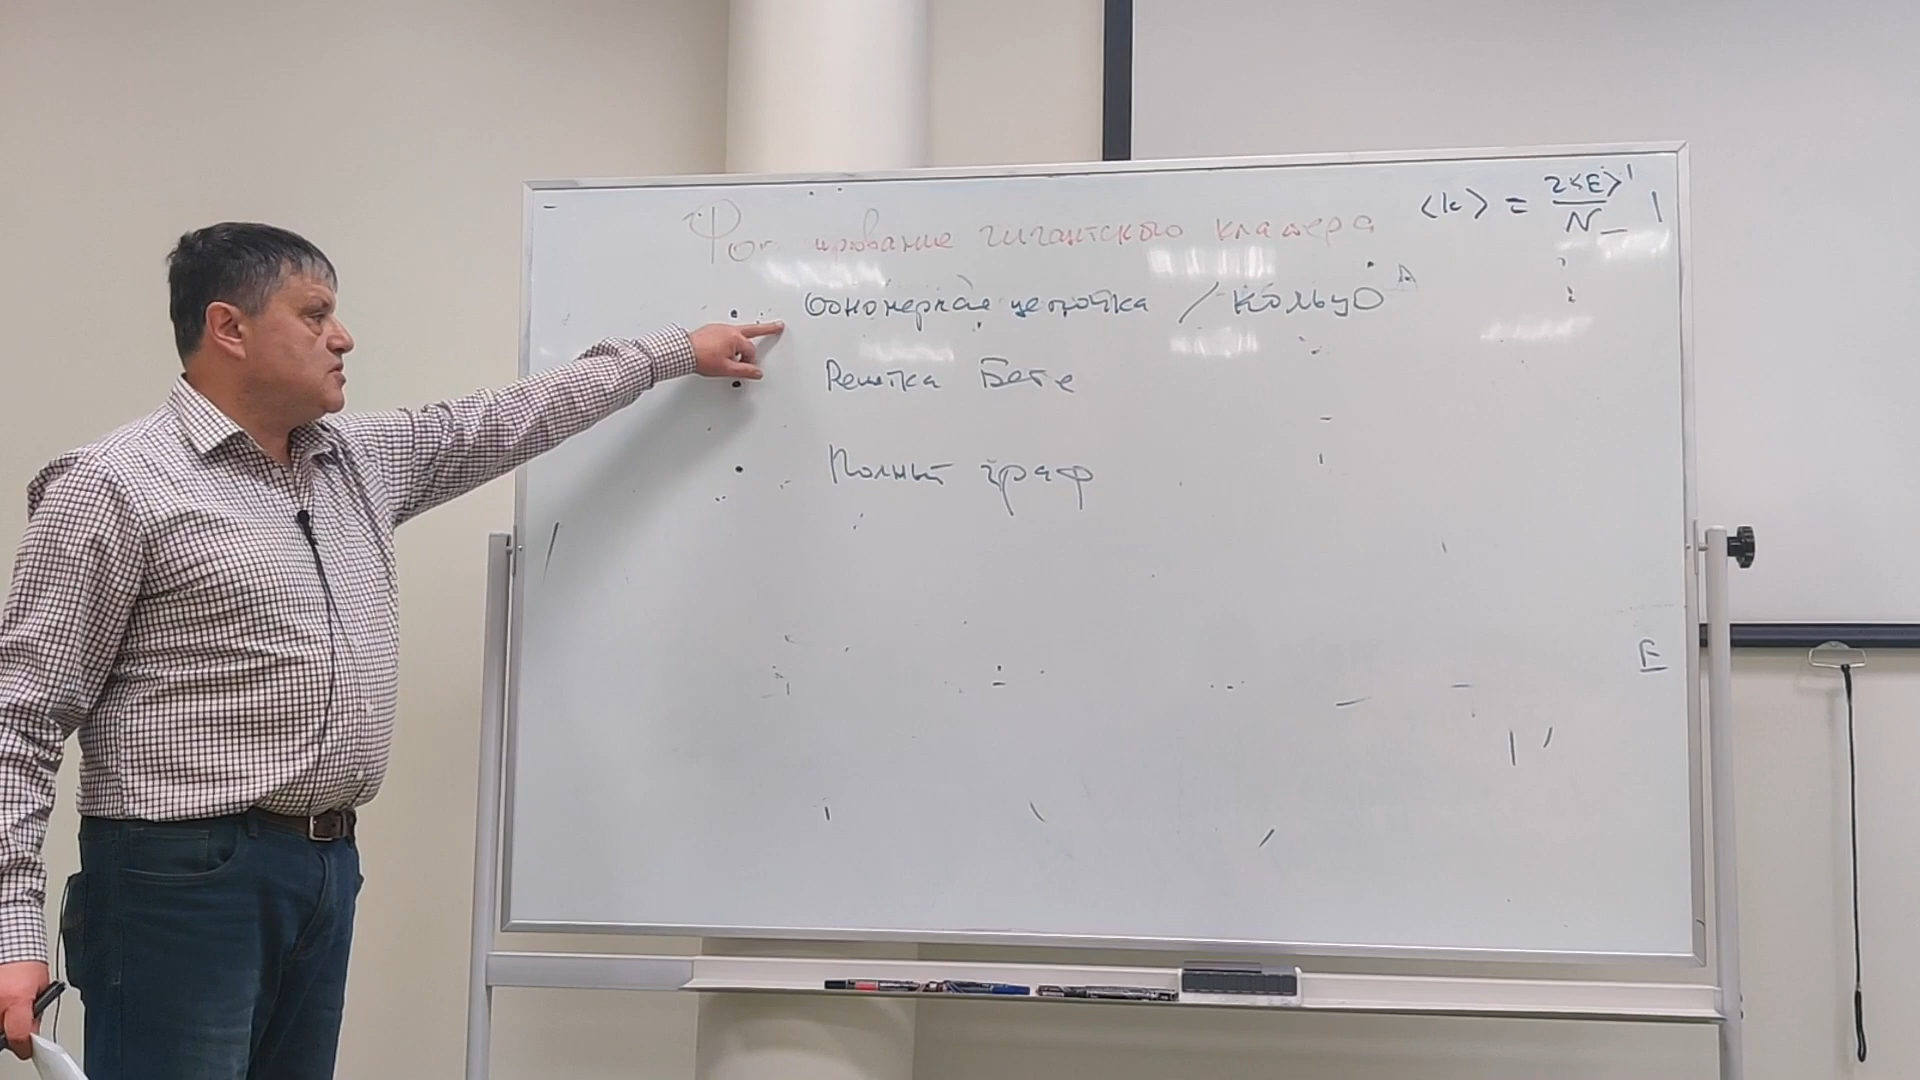 Формирование гигантского кластера
<k> = 2<E> / N
Одномерная цепочка / кольцо
Решетка Бете
Полный граф
E